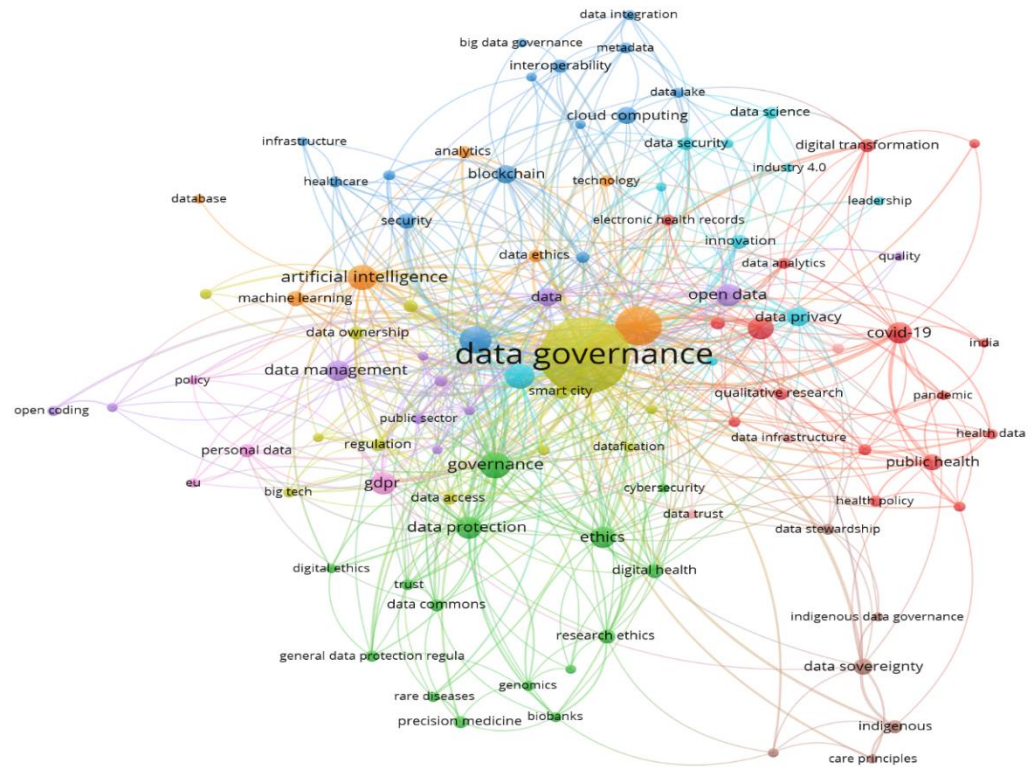 data integration
big data governance
metadata
interoperability
data lake
cloud computing
data science
infrastructure
data security
digital transformation
analytics
industry 4.0
blockchain
technology
healthcare
database
leadership
security
electronic health records
innovation
data ethics
data analytics
quality
artificial intelligence
machine learning
data
open data
data privacy
data ownership
covid-19
india
data governance
data management
policy
smart city
qualitative research
pandemic
open coding
public sector
data infrastructure
health data
personal data
regulation
datafication
governance
public health
eu
gdpr
cybersecurity
big tech
data access
health policy
data trust
data protection
data stewardship
ethics
digital ethics
digital health
trust
data commons
indigenous data governance
research ethics
general data protection regula
data sovereignty
genomics
rare diseases
precision medicine
biobanks
indigenous
care principles